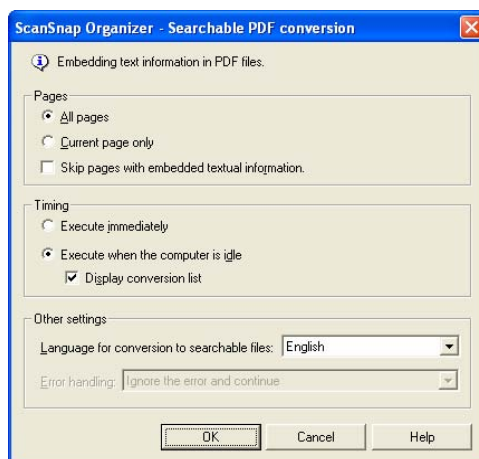 ScanSnap Organizer - Searchable PDF conversion
Embedding text information in PDF files.
Pages
All pages
Current page only
Skip pages with embedded textual information.
Timing
Execute immediately
Execute when the computer is idle
Display conversion list
Other settings
Language for conversion to searchable files: English
Error handling: Ignore the error and continue
OK Cancel Help